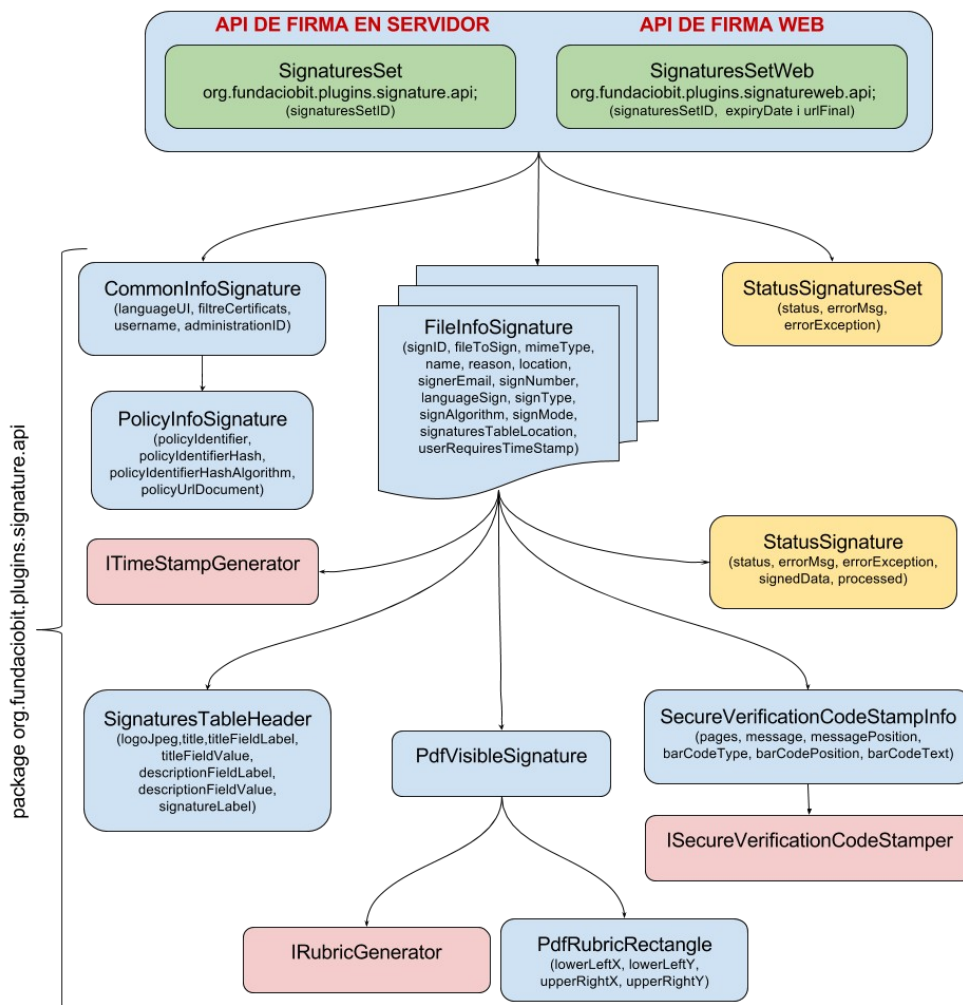 API DE FIRMA EN SERVIDOR
API DE FIRMA WEB
SignaturesSet
org.fundaciobit.plugins.signature.api;
(signaturesSetID)
SignaturesSetWeb
org.fundaciobit.plugins.signatureweb.api;
(signaturesSetID, expiryDate i urlFinal)
package org.fundaciobit.plugins.signature.api
CommonInfoSignature
(languageUI, filtreCertificats,
username, administrationID)
FileInfoSignature
(signID, fileToSign, mimeType,
name, reason, location,
signerEmail, signNumber,
languageSign, signType,
signAlgorithm, signMode,
signaturesTableLocation,
userRequiresTimeStamp)
StatusSignaturesSet
(status, errorMsg,
errorException)
PolicyInfoSignature
(policyIdentifier,
policyIdentifierHash,
policyIdentifierHashAlgorithm,
policyUrlDocument)
ITimeStampGenerator
StatusSignature
(status, errorMsg, errorException,
signedData, processed)
SignaturesTableHeader
(logoJpeg,title,titleFieldLabel,
titleFieldValue,
descriptionFieldLabel,
descriptionFieldValue,
signatureLabel)
PdfVisibleSignature
SecureVerificationCodeStampInfo
(pages, message, messagePosition,
barCodeType, barCodePosition, barCodeText)
ISecureVerificationCodeStamper
IRubricGenerator
PdfRubricRectangle
(lowerLeftX, lowerLeftY,
upperRightX, upperRightY)